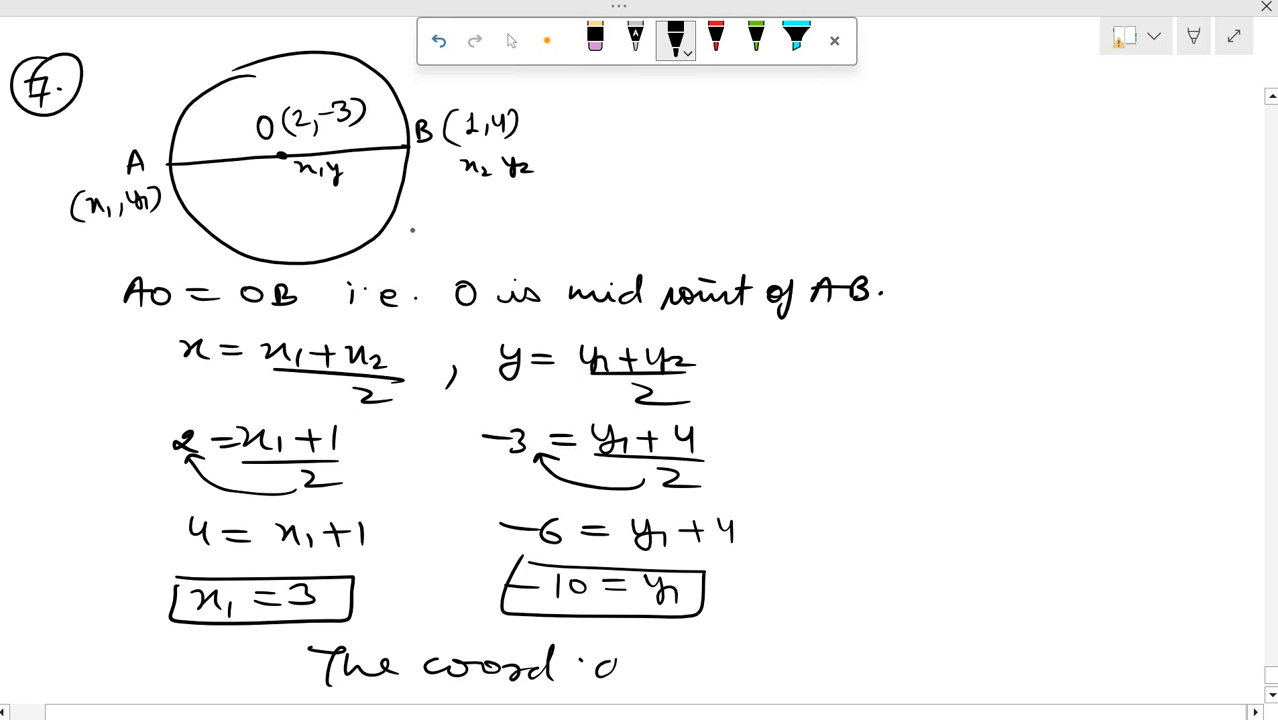 7.
O (2, -3)
B (1, 4)
A
x, y
x2 y2
(x1, y1)
AO = OB i.e. O is mid point of AB.
x = x1 + x2 / 2 , y = y1 + y2 / 2
2 = x1 + 1 / 2 -3 = y1 + 4 / 2
4 = x1 + 1 -6 = y1 + 4
x1 = 3 -10 = y1
The coord. o